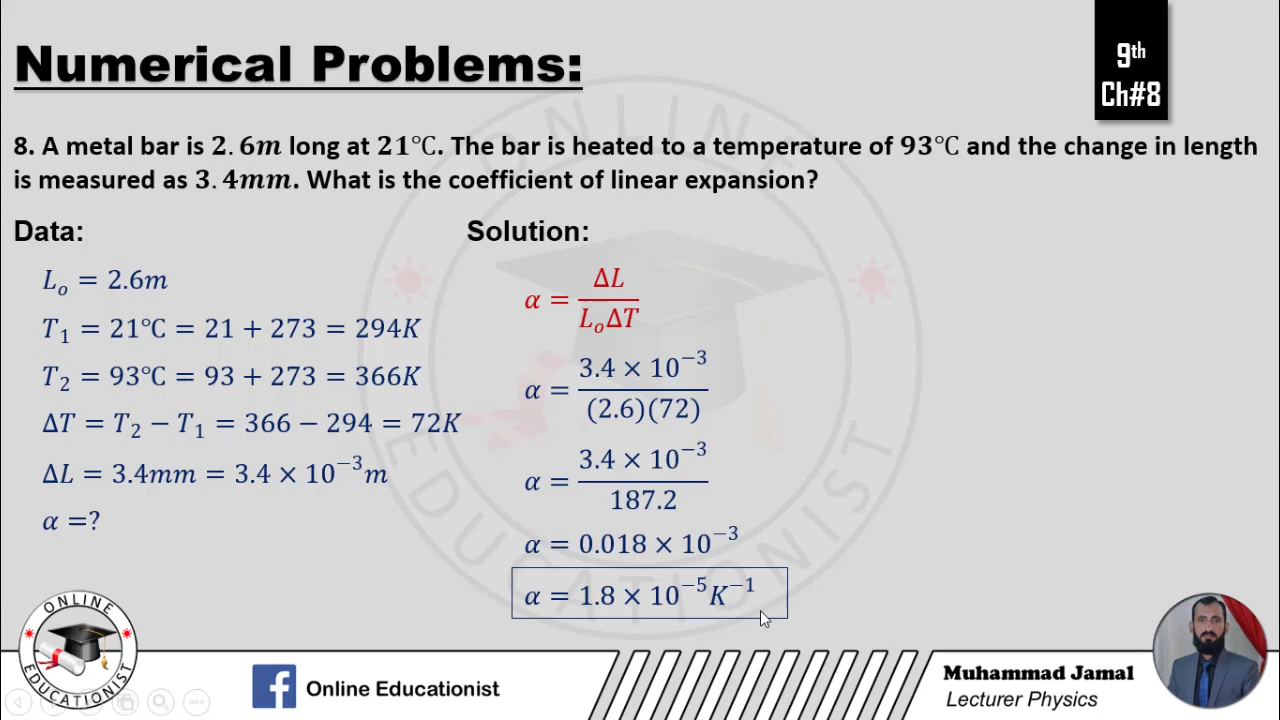 Numerical Problems:
9th
Ch#8
8. A metal bar is 2.6m long at 21℃. The bar is heated to a temperature of 93℃ and the change in length
is measured as 3.4mm. What is the coefficient of linear expansion?
Data:
L_o = 2.6m
T_1 = 21℃ = 21 + 273 = 294K
T_2 = 93℃ = 93 + 273 = 366K
ΔT = T_2 − T_1 = 366 − 294 = 72K
ΔL = 3.4mm = 3.4 × 10^−3 m
α =?
Solution:
α = ΔL / L_oΔT
α = 3.4 × 10^−3 / (2.6)(72)
α = 3.4 × 10^−3 / 187.2
α = 0.018 × 10^−3
α = 1.8 × 10^−5 K^−1
ONLINE
EDUCATIONIST
ONLINE
EDUCATIONIST
Online Educationist
Muhammad Jamal
Lecturer Physics